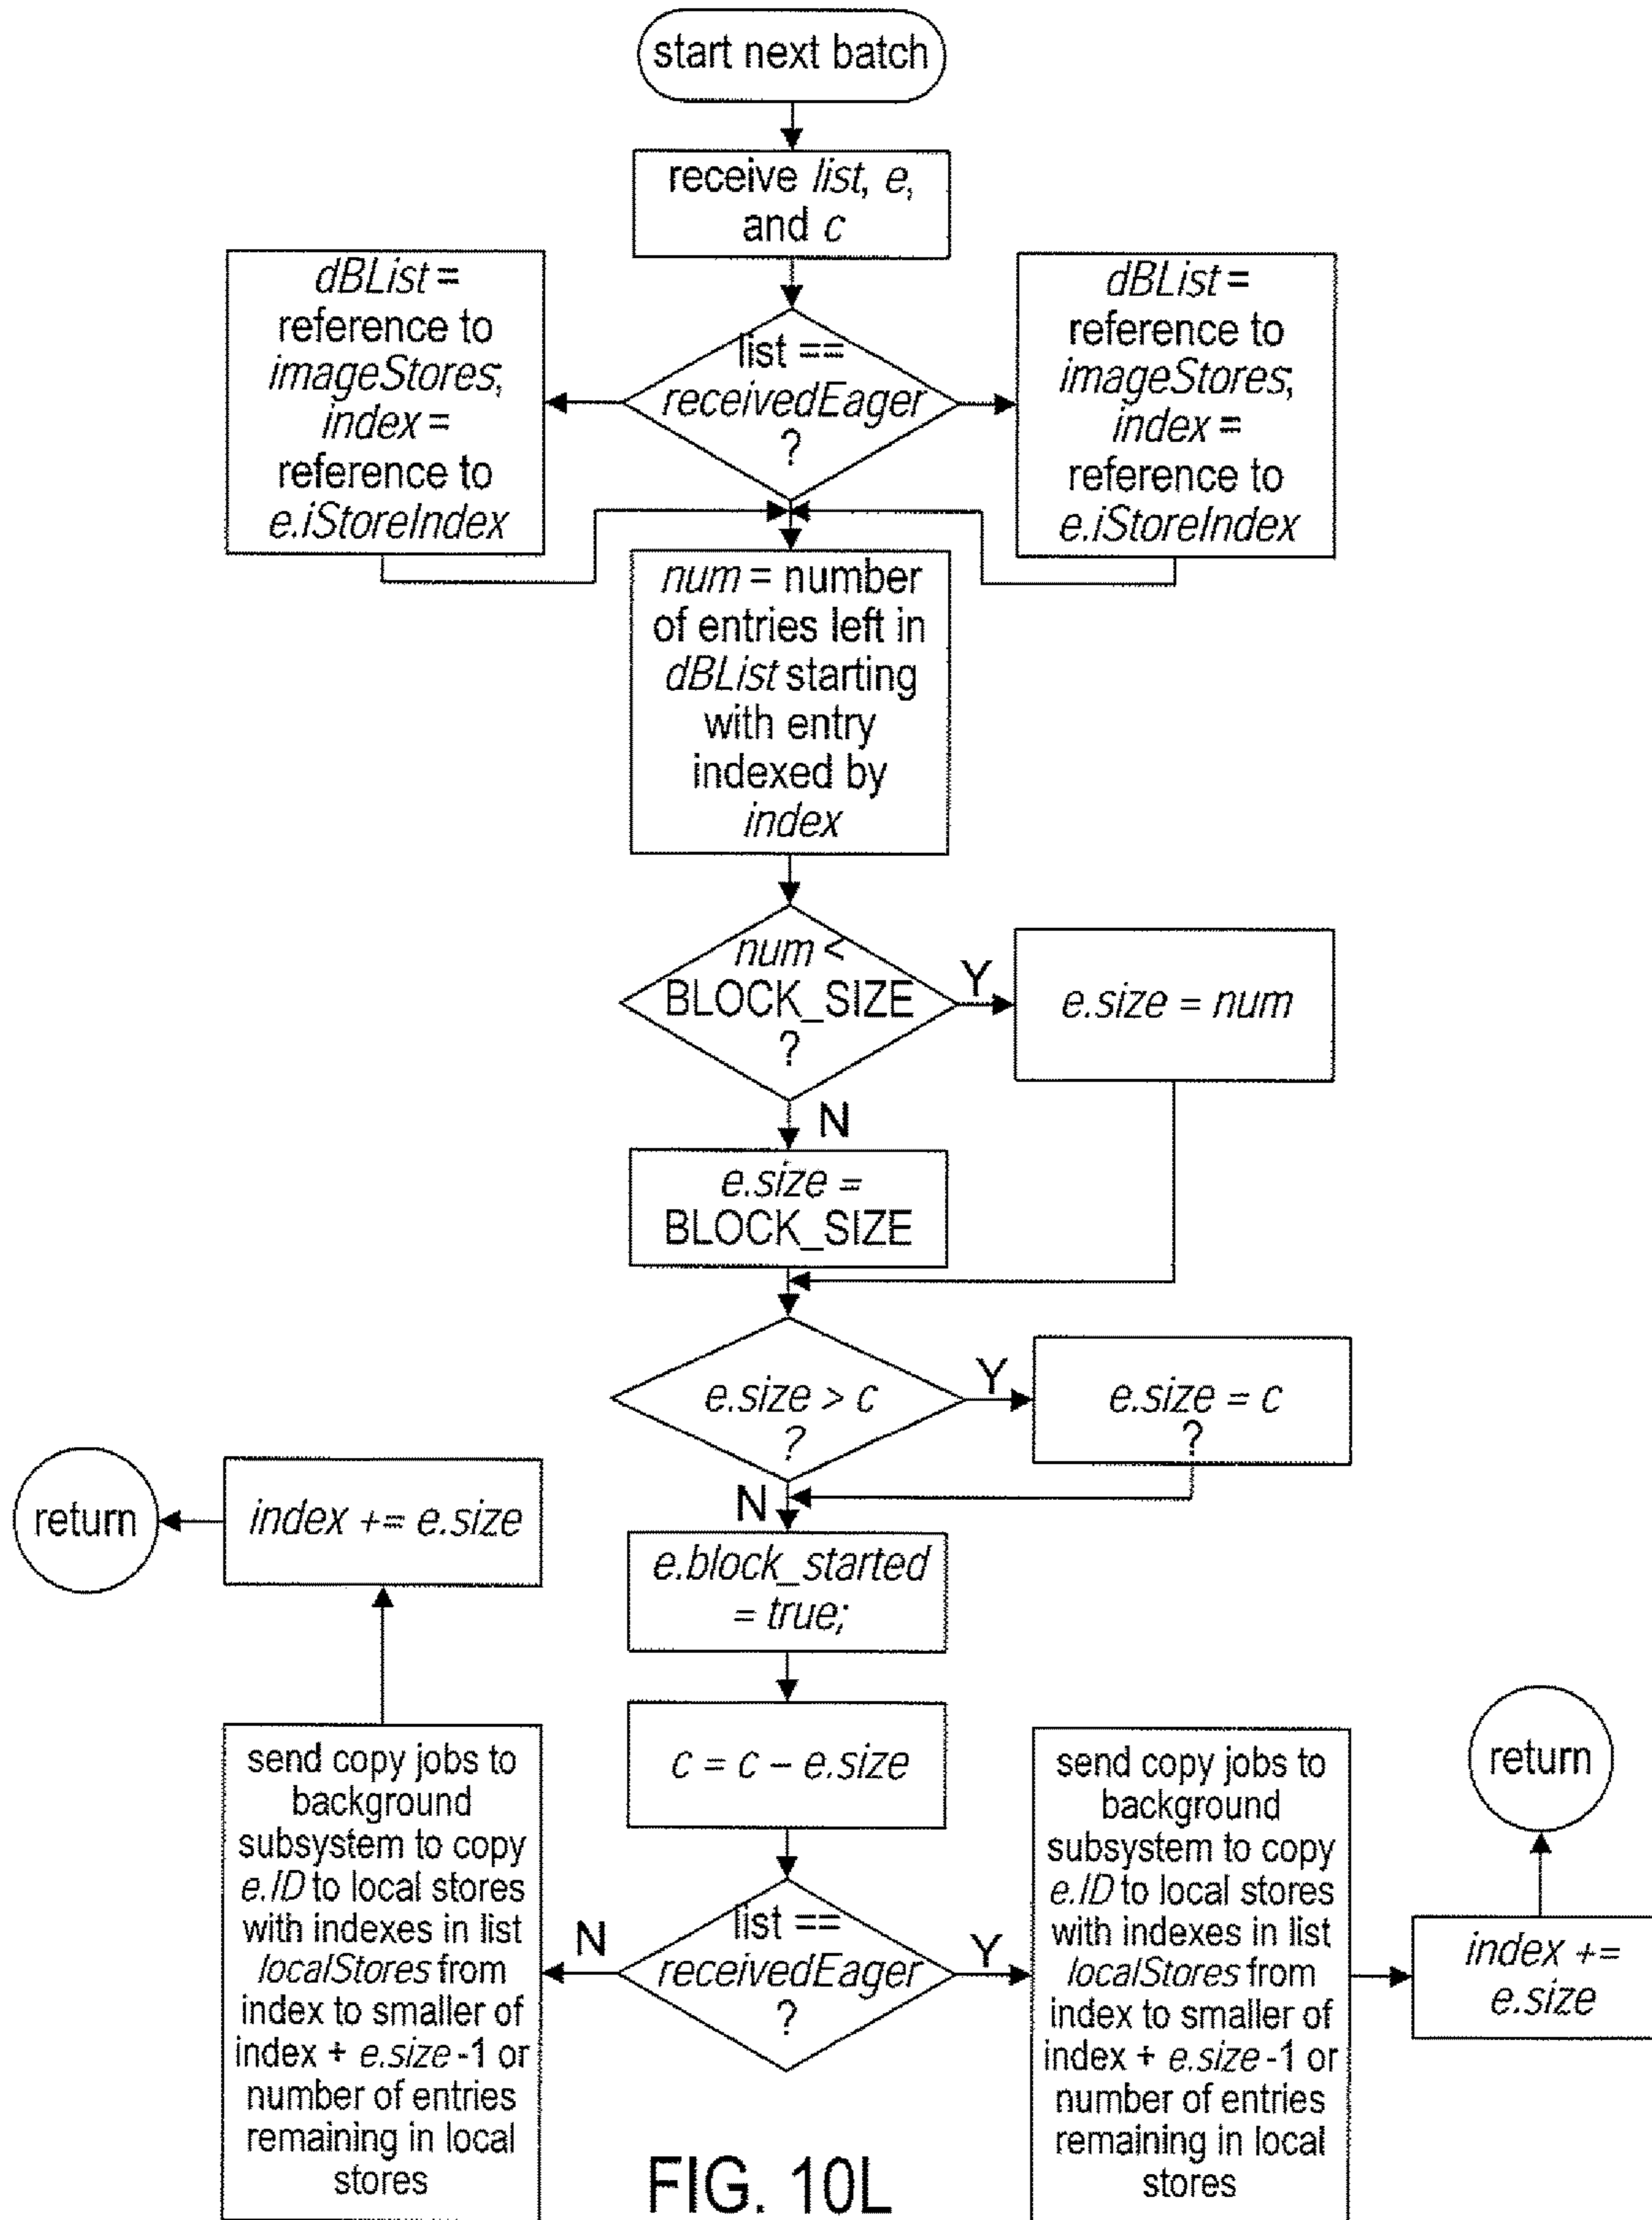 start next batch
receive list, e,
and c
dBList =
reference to
imageStores;
index =
reference to
e.iStoreIndex
list ==
receivedEager
?
dBList =
reference to
imageStores;
index =
reference to
e.iStoreIndex
num = number
of entries left in
dBList starting
with entry
indexed by
index
num <
BLOCK_SIZE
?
Y
e.size = num
N
e.size =
BLOCK_SIZE
e.size > c
?
Y
e.size = c
?
N
return
index += e.size
e.block_started
= true;
c = c – e.size
send copy jobs to
background
subsystem to copy
e.ID to local stores
with indexes in list
localStores from
index to smaller of
index + e.size -1 or
number of entries
remaining in local
stores
N
list ==
receivedEager
?
Y
send copy jobs to
background
subsystem to copy
e.ID to local stores
with indexes in list
localStores from
index to smaller of
index + e.size -1 or
number of entries
remaining in local
stores
return
index +=
e.size
FIG. 10L